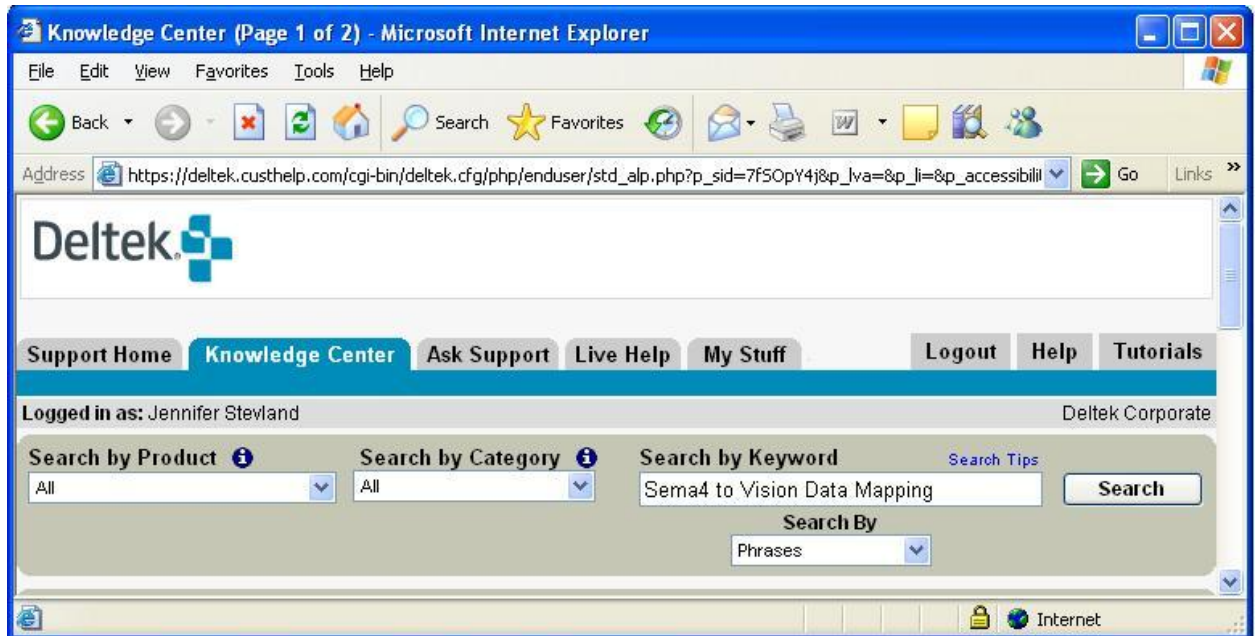 Knowledge Center (Page 1 of 2) - Microsoft Internet Explorer
File Edit View Favorites Tools Help
Back Search Favorites
Address https://deltek.custhelp.com/cgi-bin/deltek.cfg/php/enduser/std_alp.php?p_sid=7f5OpY4j&p_lva=&p_li=&p_accessibili Go Links »
Deltek.
Support Home Knowledge Center Ask Support Live Help My Stuff Logout Help Tutorials
Logged in as: Jennifer Stevland Deltek Corporate
Search by Product Search by Category Search by Keyword Search Tips
All All Sema4 to Vision Data Mapping Search
Search By
Phrases
Internet